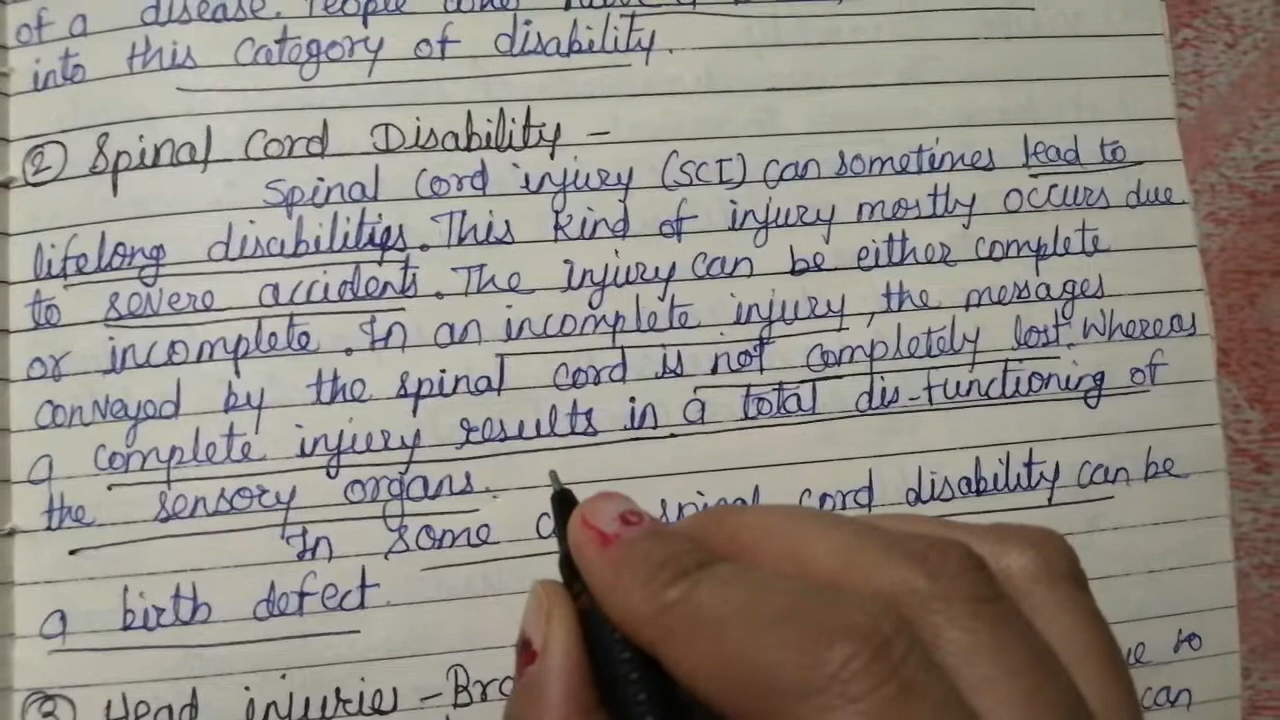 of a disease. People
into this category of disability.
② Spinal Cord Disability -
Spinal Cord injury (SCI) can sometimes lead to
lifelong disabilities. This kind of injury mostly occurs due
to severe accidents. The injury can be either complete
or incomplete. In an incomplete injury, the messages
conveyed by the spinal cord is not completely lost. Whereas
a complete injury results in a total dis-functioning of
the sensory organs.
In some spinal cord disability can be
a birth defect.
③ Head injuries - to
can